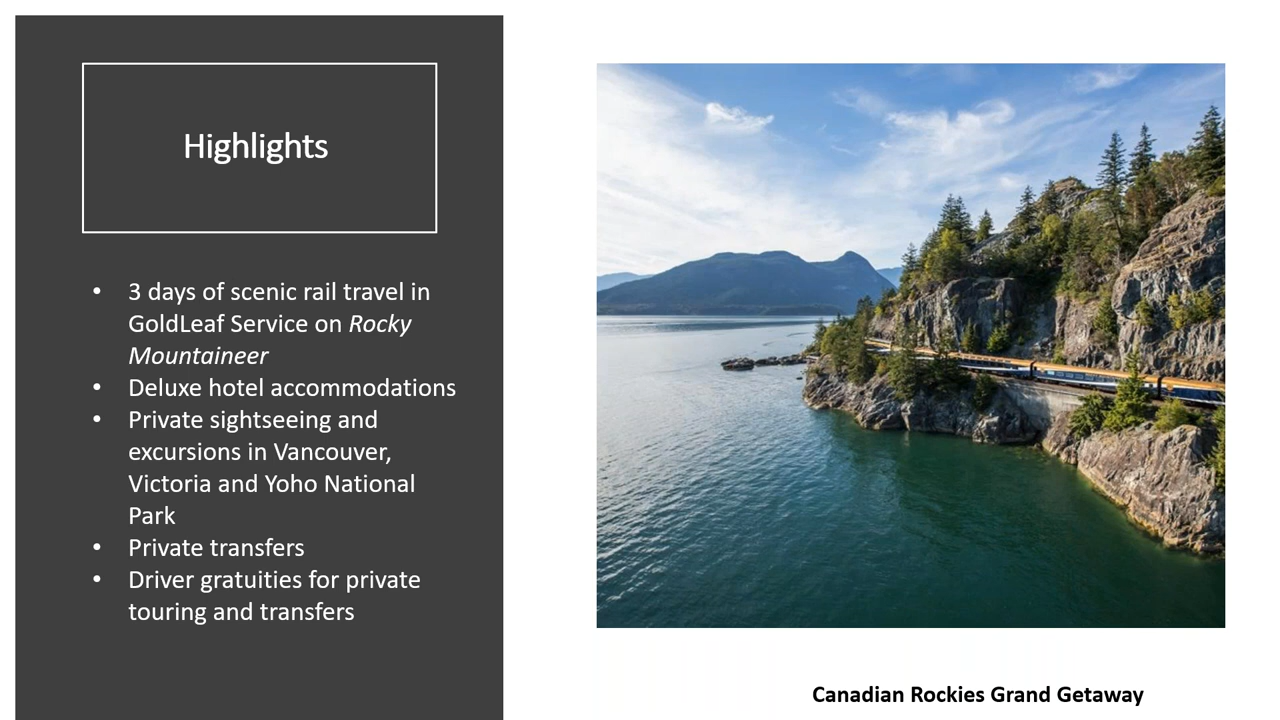 Highlights
• 3 days of scenic rail travel in
GoldLeaf Service on Rocky
Mountaineer
• Deluxe hotel accommodations
• Private sightseeing and
excursions in Vancouver,
Victoria and Yoho National
Park
• Private transfers
• Driver gratuities for private
touring and transfers
Canadian Rockies Grand Getaway